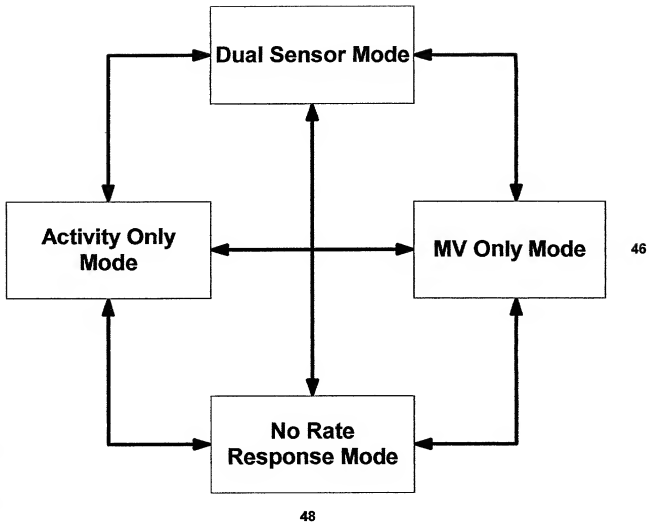 Dual Sensor Mode
Activity Only
Mode
MV Only Mode
46
No Rate
Response Mode
48